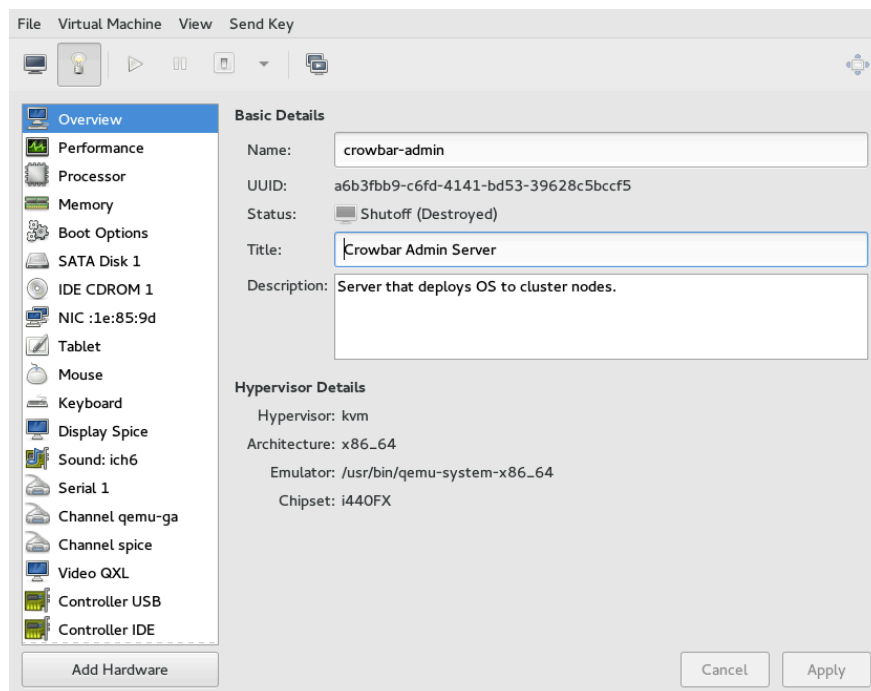 File Virtual Machine View Send Key
Overview
Performance
Processor
Memory
Boot Options
SATA Disk 1
IDE CDROM 1
NIC :1e:85:9d
Tablet
Mouse
Keyboard
Display Spice
Sound: ich6
Serial 1
Channel qemu-ga
Channel spice
Video QXL
Controller USB
Controller IDE
Add Hardware
Basic Details
Name: crowbar-admin
UUID: a6b3fbb9-c6fd-4141-bd53-39628c5bccf5
Status: Shutoff (Destroyed)
Title: Crowbar Admin Server
Description: Server that deploys OS to cluster nodes.
Hypervisor Details
Hypervisor: kvm
Architecture: x86_64
Emulator: /usr/bin/qemu-system-x86_64
Chipset: i440FX
Cancel Apply